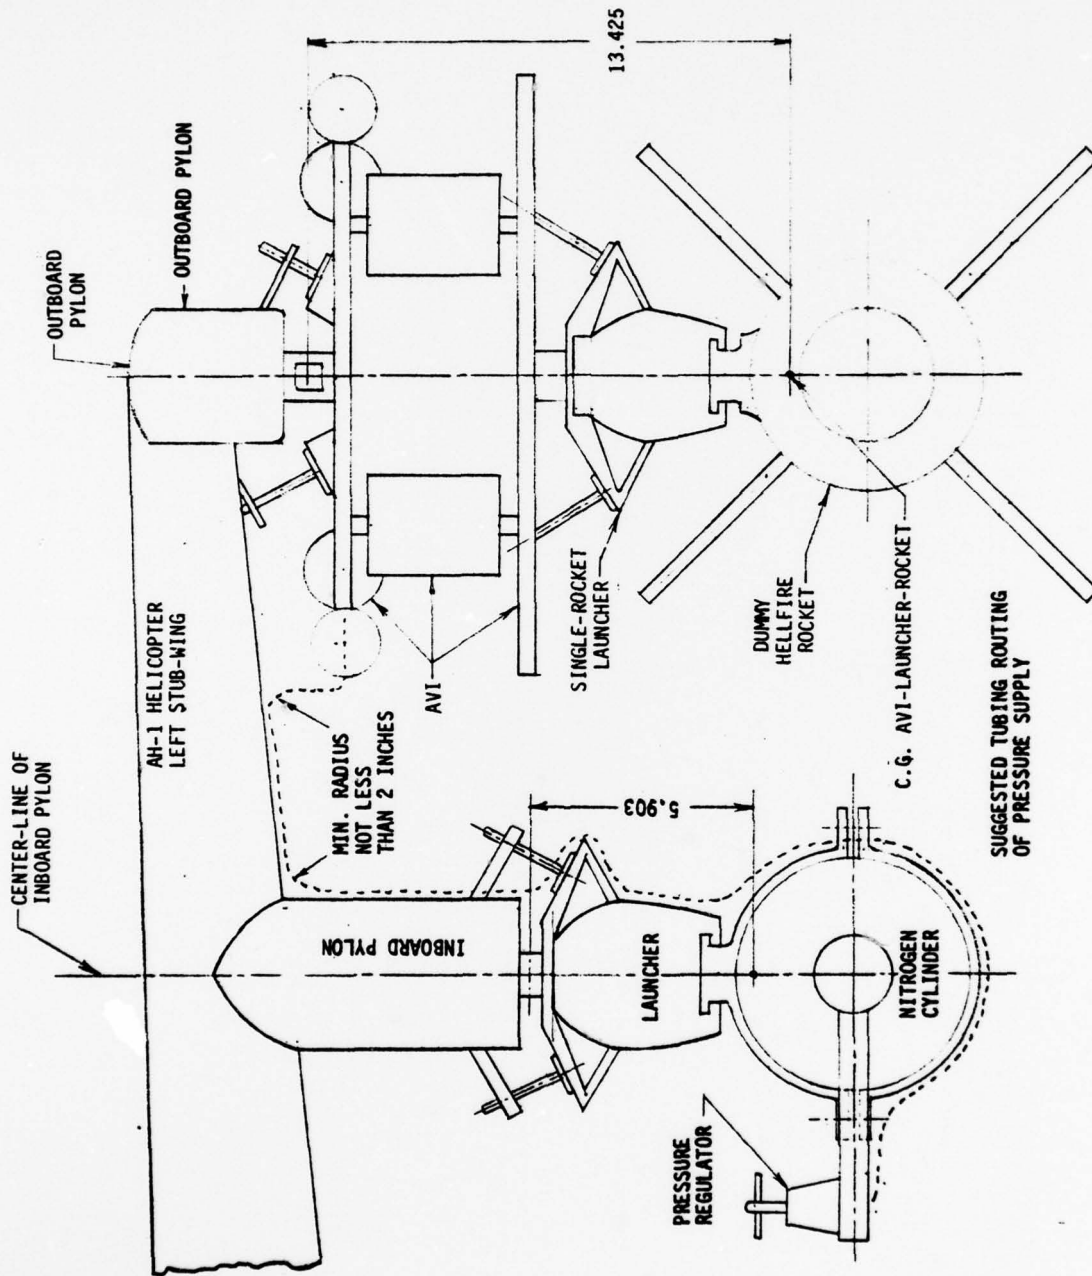 CENTER-LINE OF
INBOARD PYLON
AH-1 HELICOPTER
LEFT STUB-WING
OUTBOARD
PYLON
OUTBOARD PYLON
MIN. RADIUS
NOT LESS
THAN 2 INCHES
INBOARD PYLON
AVI
13.425
5.903
LAUNCHER
SINGLE-ROCKET
LAUNCHER
PRESSURE
REGULATOR
NITROGEN
CYLINDER
DUMMY
HELLFIRE
ROCKET
C.G. AVI-LAUNCHER-ROCKET
SUGGESTED TUBING ROUTING
OF PRESSURE SUPPLY